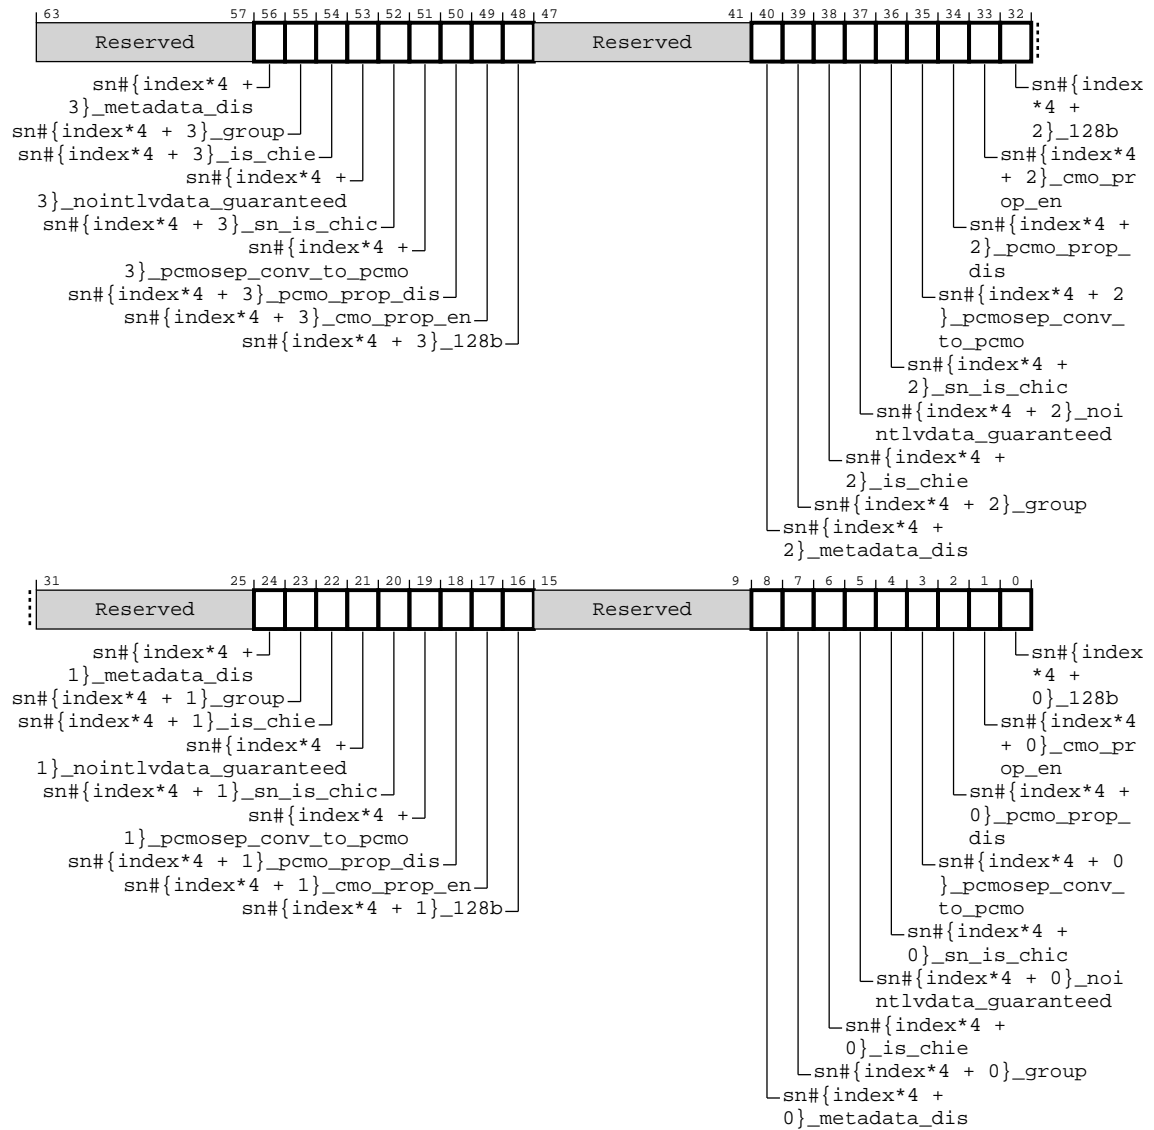 63 57 56 55 54 53 52 51 50 49 48 47 41 40 39 38 37 36 35 34 33 32
Reserved Reserved
sn#{index*4 +
3}_metadata_dis
sn#{index*4 + 3}_group
sn#{index*4 + 3}_is_chie
sn#{index*4 +
3}_nointlvdata_guaranteed
sn#{index*4 + 3}_sn_is_chic
sn#{index*4 +
3}_pcmosep_conv_to_pcmo
sn#{index*4 + 3}_pcmo_prop_dis
sn#{index*4 + 3}_cmo_prop_en
sn#{index*4 + 3}_128b
sn#{index
*4 +
2}_128b
sn#{index*4
+ 2}_cmo_pr
op_en
sn#{index*4 +
2}_pcmo_prop_
dis
sn#{index*4 + 2
}_pcmosep_conv_
to_pcmo
sn#{index*4 +
2}_sn_is_chic
sn#{index*4 + 2}_noi
ntlvdata_guaranteed
sn#{index*4 +
2}_is_chie
sn#{index*4 + 2}_group
sn#{index*4 +
2}_metadata_dis
31 25 24 23 22 21 20 19 18 17 16 15 9 8 7 6 5 4 3 2 1 0
Reserved Reserved
sn#{index*4 +
1}_metadata_dis
sn#{index*4 + 1}_group
sn#{index*4 + 1}_is_chie
sn#{index*4 +
1}_nointlvdata_guaranteed
sn#{index*4 + 1}_sn_is_chic
sn#{index*4 +
1}_pcmosep_conv_to_pcmo
sn#{index*4 + 1}_pcmo_prop_dis
sn#{index*4 + 1}_cmo_prop_en
sn#{index*4 + 1}_128b
sn#{index
*4 +
0}_128b
sn#{index*4
+ 0}_cmo_pr
op_en
sn#{index*4 +
0}_pcmo_prop_
dis
sn#{index*4 + 0
}_pcmosep_conv_
to_pcmo
sn#{index*4 +
0}_sn_is_chic
sn#{index*4 + 0}_noi
ntlvdata_guaranteed
sn#{index*4 +
0}_is_chie
sn#{index*4 + 0}_group
sn#{index*4 +
0}_metadata_dis